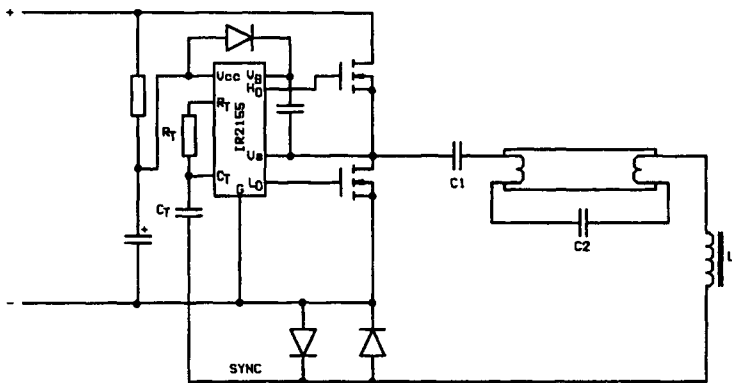 +
Vcc VB
HO
RT
RT
IR2155
VS
CT
LO
G
CT
+
C1
C2
L
-
SYNC